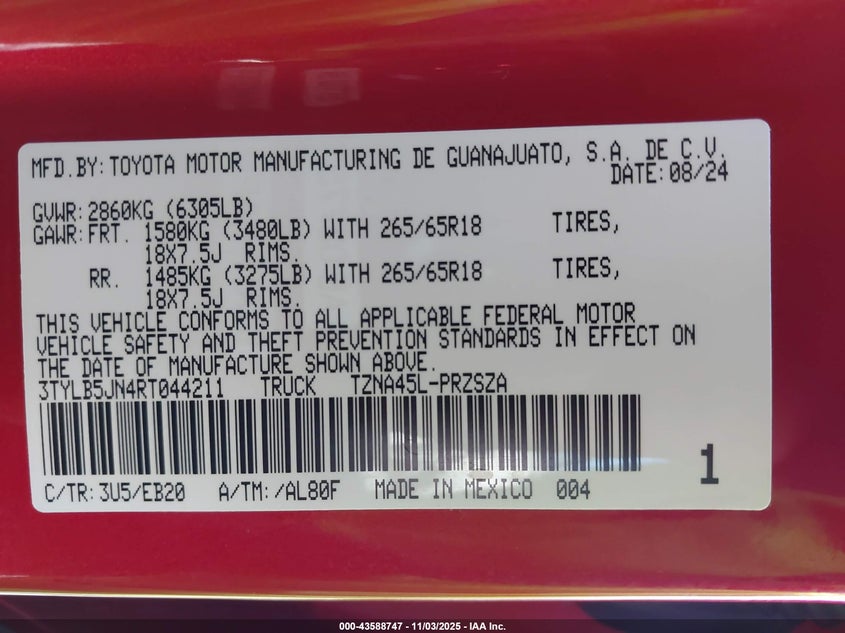 MFD.BY: TOYOTA MOTOR MANUFACTURING DE GUANAJUATO, S.A. DE C.V.
DATE: 08/24
GVWR: 2860KG (6305LB)
GAWR: FRT. 1580KG (3480LB) WITH 265/65R18 TIRES,
18X7.5J RIMS.
RR. 1485KG (3275LB) WITH 265/65R18 TIRES,
18X7.5J RIMS.
THIS VEHICLE CONFORMS TO ALL APPLICABLE FEDERAL MOTOR
VEHICLE SAFETY AND THEFT PREVENTION STANDARDS IN EFFECT ON
THE DATE OF MANUFACTURE SHOWN ABOVE.
3TYLB5JN4RT044211 TRUCK TZNA45L-PRZSZA
1
C/TR: 3U5/EB20 A/TM: /AL80F MADE IN MEXICO 004
000-43588747 - 11/03/2025 - IAA Inc.